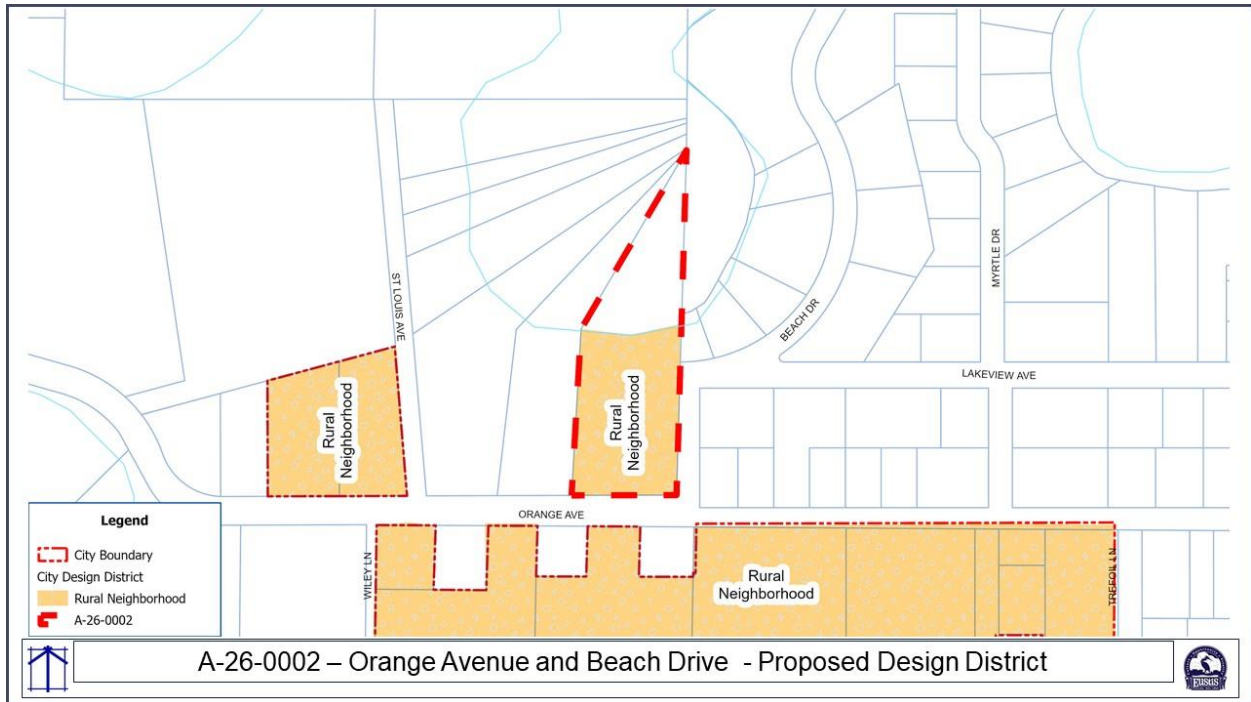 ST LOUIS AVE
BEACH DR
MYRTLE DR
LAKEVIEW AVE
Rural
Neighborhood
Rural
Neighborhood
ORANGE AVE
WILEY LN
Rural
Neighborhood
TREFOIL LN
Legend
City Boundary
City Design District
Rural Neighborhood
A-26-0002
A-26-0002 – Orange Avenue and Beach Drive - Proposed Design District
EUSTIS